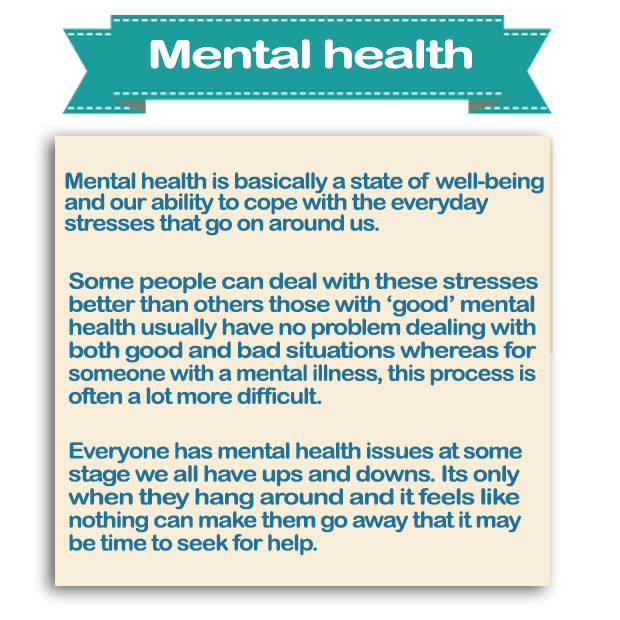 Mental health
Mental health is basically a state of well-being
and our ability to cope with the everyday
stresses that go on around us.
Some people can deal with these stresses
better than others those with ‘good’ mental
health usually have no problem dealing with
both good and bad situations whereas for
someone with a mental illness, this process is
often a lot more difficult.
Everyone has mental health issues at some
stage we all have ups and downs. Its only
when they hang around and it feels like
nothing can make them go away that it may
be time to seek for help.